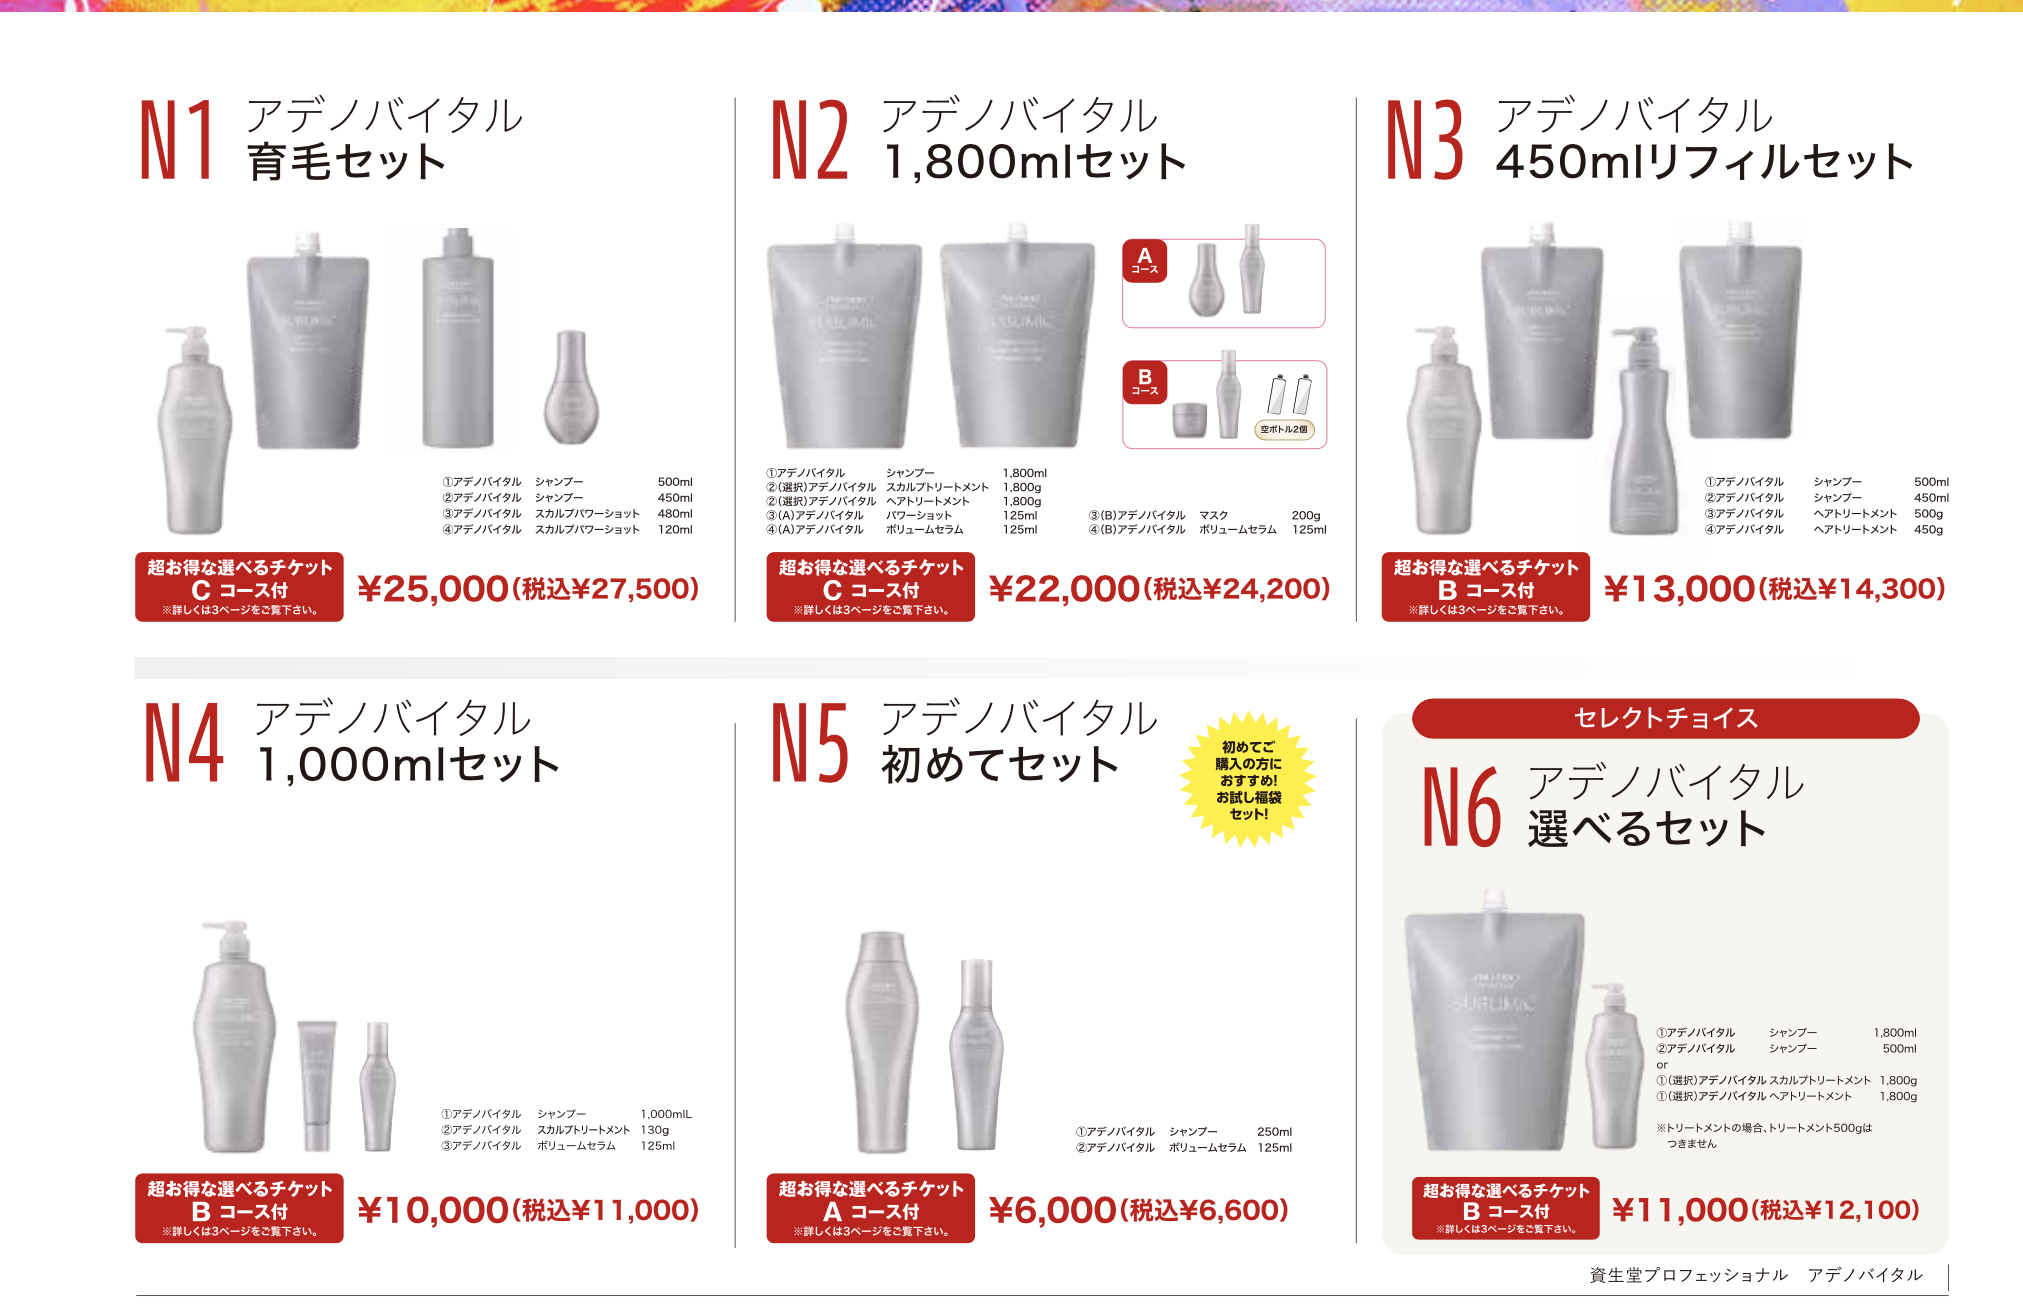 N1 アデノバイタル
育毛セット
①アデノバイタル シャンプー 500ml
②アデノバイタル シャンプー 450ml
③アデノバイタル スカルプパワーショット 480ml
④アデノバイタル スカルプパワーショット 120ml
超お得な選べるチケット
C コース付
※詳しくは3ページをご覧下さい。
¥25,000(税込¥27,500)
N2 アデノバイタル
1,800mlセット
A
コース
B
コース
空ボトル2個
①アデノバイタル シャンプー 1,800ml
②(選択)アデノバイタル スカルプトリートメント 1,800g
②(選択)アデノバイタル ヘアトリートメント 1,800g
③(A)アデノバイタル パワーショット 125ml
④(A)アデノバイタル ボリュームセラム 125ml
③(B)アデノバイタル マスク 200g
④(B)アデノバイタル ボリュームセラム 125ml
超お得な選べるチケット
C コース付
※詳しくは3ページをご覧下さい。
¥22,000(税込¥24,200)
N3 アデノバイタル
450mlリフィルセット
SUBLIMIC
①アデノバイタル シャンプー 500ml
②アデノバイタル シャンプー 450ml
③アデノバイタル ヘアトリートメント 500g
④アデノバイタル ヘアトリートメント 450g
超お得な選べるチケット
B コース付
※詳しくは3ページをご覧下さい。
¥13,000(税込¥14,300)
N4 アデノバイタル
1,000mlセット
①アデノバイタル シャンプー 1,000mlL
②アデノバイタル スカルプトリートメント 130g
③アデノバイタル ボリュームセラム 125ml
超お得な選べるチケット
B コース付
※詳しくは3ページをご覧下さい。
¥10,000(税込¥11,000)
N5 アデノバイタル
初めてセット
初めてご
購入の方に
おすすめ!
お試し福袋
セット!
①アデノバイタル シャンプー 250ml
②アデノバイタル ボリュームセラム 125ml
超お得な選べるチケット
A コース付
※詳しくは3ページをご覧下さい。
¥6,000(税込¥6,600)
セレクトチョイス
N6 アデノバイタル
選べるセット
SUBLIMIC
①アデノバイタル シャンプー 1,800ml
②アデノバイタル シャンプー 500ml
or
①(選択)アデノバイタル スカルプトリートメント 1,800g
①(選択)アデノバイタル ヘアトリートメント 1,800g
※トリートメントの場合、トリートメント500gは
つきません
超お得な選べるチケット
B コース付
※詳しくは3ページをご覧下さい。
¥11,000(税込¥12,100)
資生堂プロフェッショナル アデノバイタル